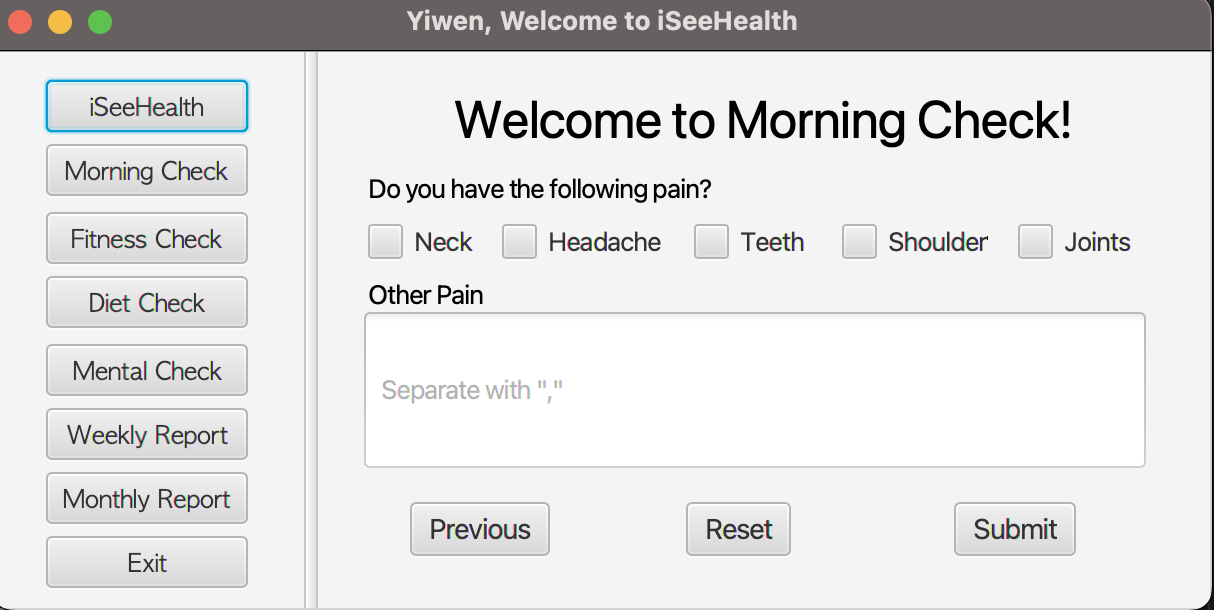 Yiwen, Welcome to iSeeHealth
iSeeHealth
Morning Check
Fitness Check
Diet Check
Mental Check
Weekly Report
Monthly Report
Exit
Welcome to Morning Check!
Do you have the following pain?
Neck Headache Teeth Shoulder Joints
Other Pain
Separate with ","
Previous Reset Submit